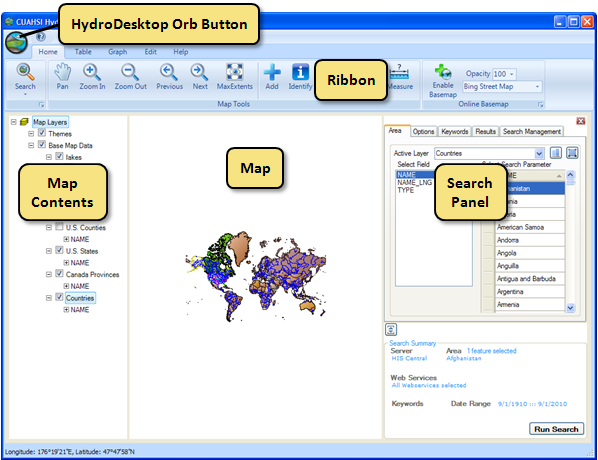 CUAHSI Hyd
HydroDesktop Orb Button
Home Table Graph Edit Help
Ribbon
Search Pan Zoom In Zoom Out Previous Next MaxExtents Add Identify Measure
Enable Basemap
Opacity 100
Bing Street Map
Map Tools Online Basemap
Map Layers
Themes
Base Map Data
lakes
Map Contents
U.S. Counties
NAME
U.S. States
NAME
Canada Provinces
NAME
Countries
NAME
Map
Area Options Keywords Results Search Management
Active Layer Countries
Select Field Search Parameter
NAME
NAME_LNG
TYPE
Search Panel
American Samoa
Andorra
Angola
Anguilla
Antigua and Barbuda
Argentina
Armenia
Search Summary
Server Area 1 feature selected
HIS Central Afghanistan
Web Services
All Webservices selected
Keywords Date Range 9/1/1910 ::: 9/1/2010
Run Search
Longitude: 176°19'21"E, Latitude: 47°47'58"N